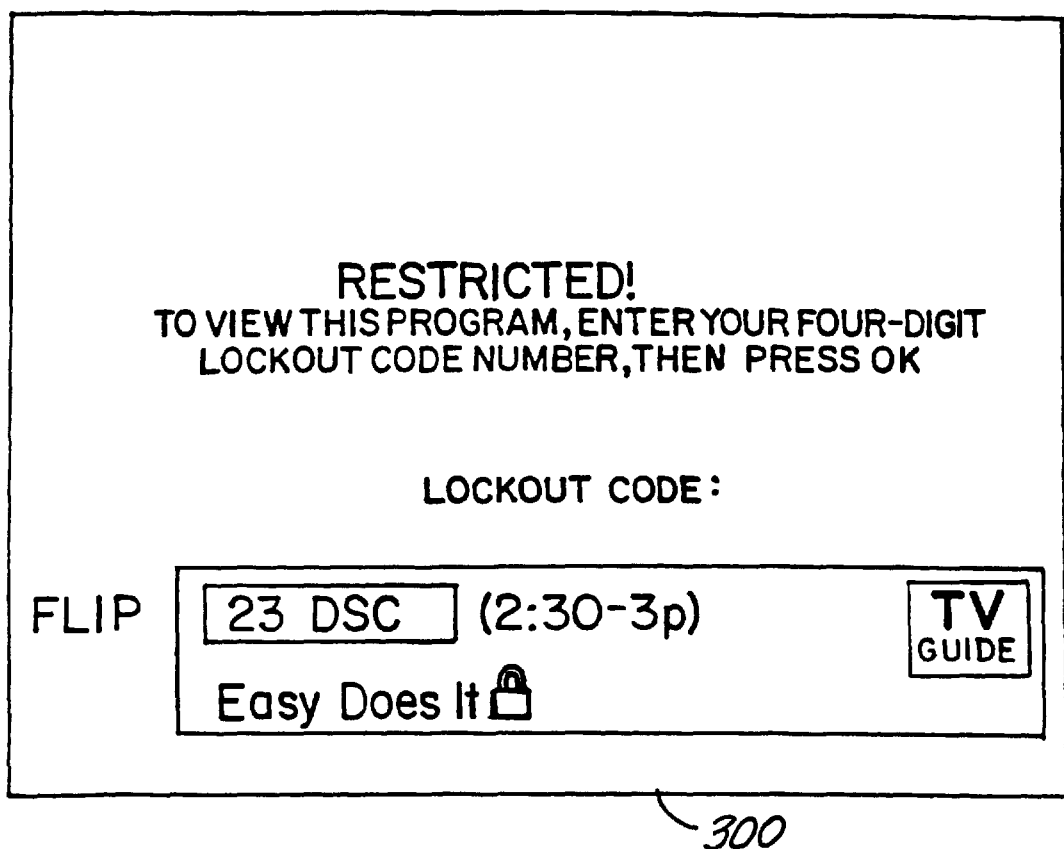 RESTRICTED!
TO VIEW THIS PROGRAM, ENTER YOUR FOUR-DIGIT
LOCKOUT CODE NUMBER, THEN PRESS OK
LOCKOUT CODE:
FLIP
23 DSC (2:30-3p)
TV
GUIDE
Easy Does It
300